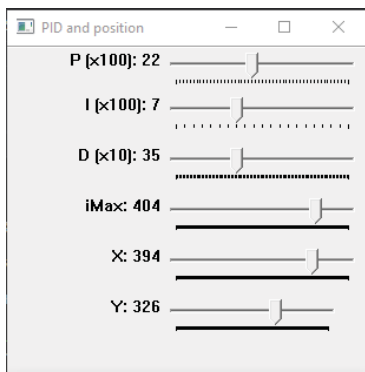 PID and position
P (x100): 22
I (x100): 7
D (x10): 35
iMax: 404
X: 394
Y: 326